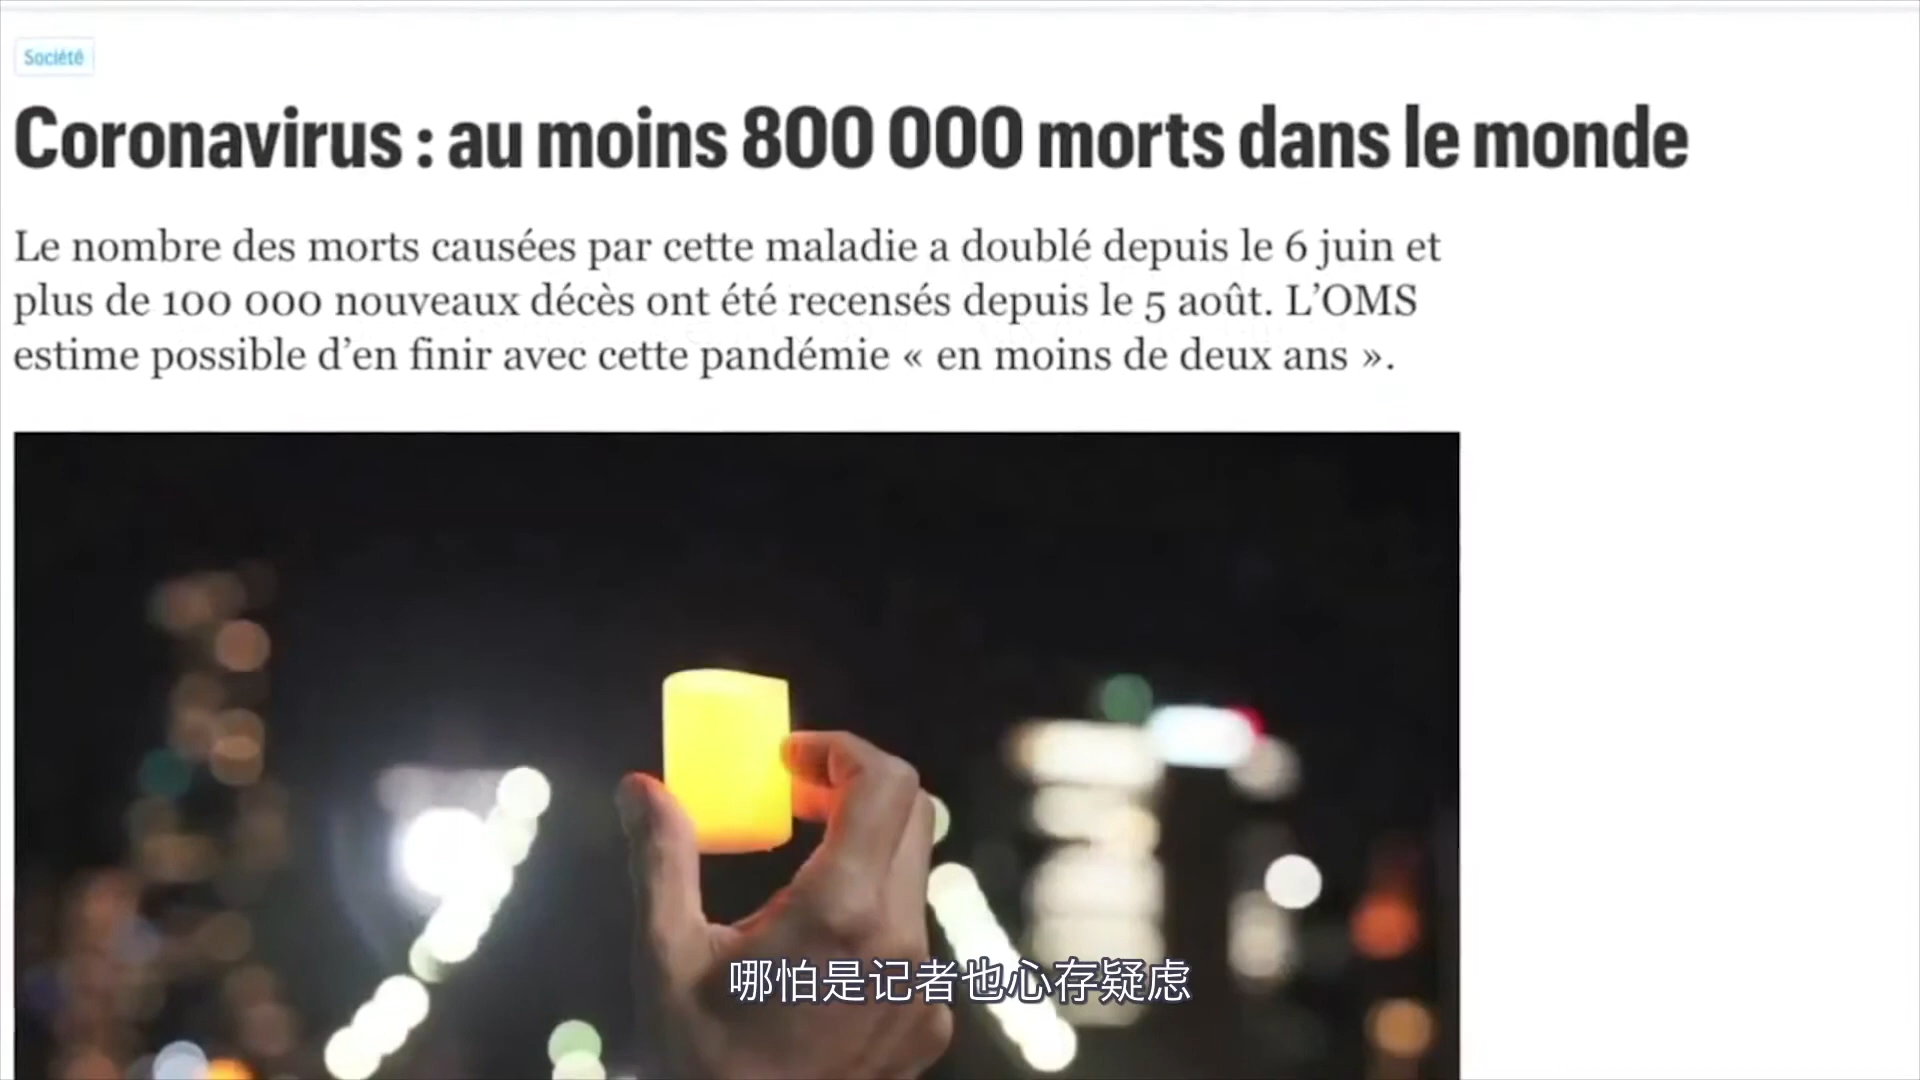 Société
Coronavirus : au moins 800 000 morts dans le monde
Le nombre des morts causées par cette maladie a doublé depuis le 6 juin et
plus de 100 000 nouveaux décès ont été recensés depuis le 5 août. L’OMS
estime possible d’en finir avec cette pandémie « en moins de deux ans ».
哪怕是记者也心存疑虑